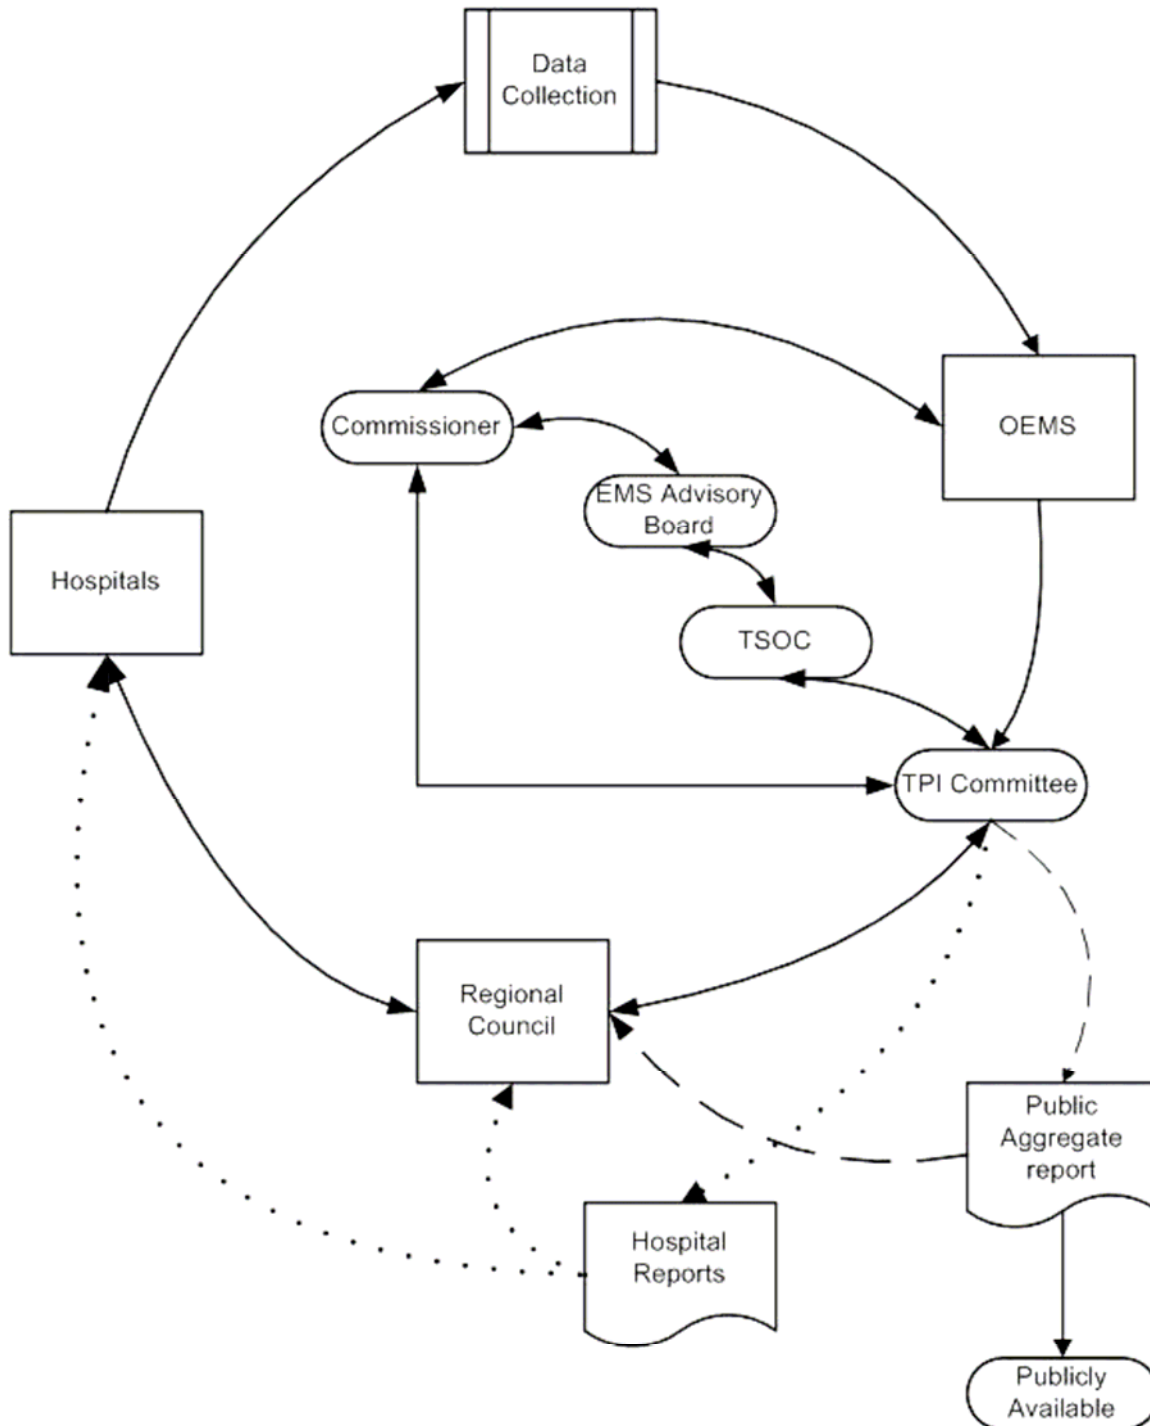 Data
Collection
Commissioner
OEMS
EMS Advisory
Board
Hospitals
TSOC
TPI Committee
Regional
Council
Public
Aggregate
report
Hospital
Reports
Publicly
Available